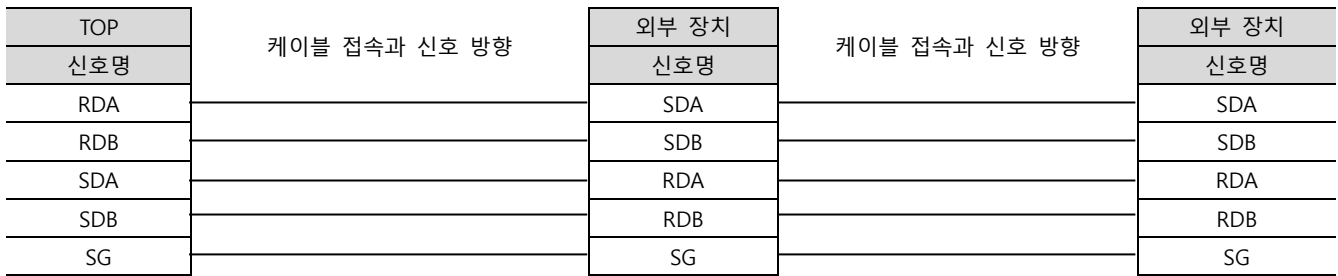 TOP 케이블 접속과 신호 방향 외부 장치 케이블 접속과 신호 방향 외부 장치
신호명 신호명 신호명
RDA SDA SDA
RDB SDB SDB
SDA RDA RDA
SDB RDB RDB
SG SG SG